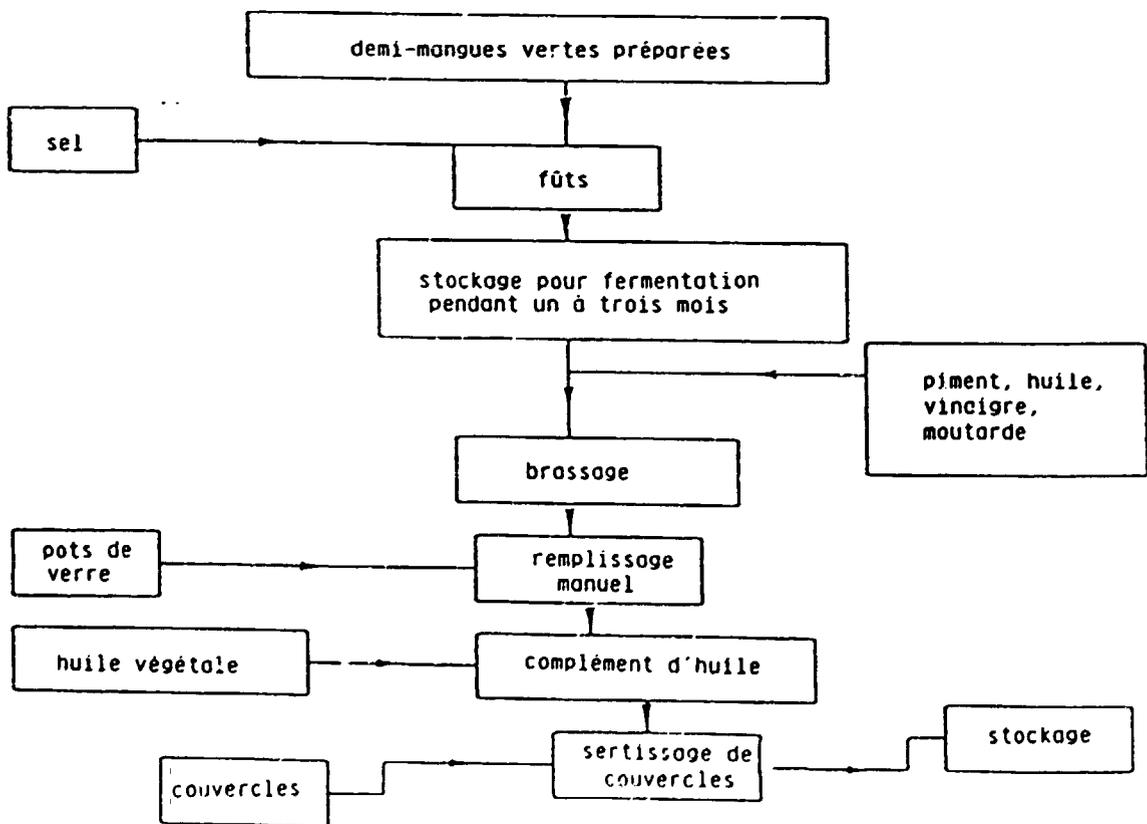 demi-mangues vertes préparées
sel
fûts
stockage pour fermentation
pendant un à trois mois
piment, huile,
vinaigre,
moutarde
brassage
pots de
verre
remplissage
manuel
huile végétale
complément d'huile
sertissage de
couvercles
stockage
couvercles